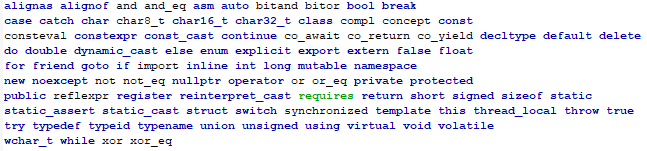 alignas alignof and and_eq asm auto bitand bitor bool break
case catch char char8_t char16_t char32_t class compl concept const
consteval constexpr const_cast continue co_await co_return co_yield decltype default delete
do double dynamic_cast else enum explicit export extern false float
for friend goto if import inline int long mutable namespace
new noexcept not not_eq nullptr operator or or_eq private protected
public reflexpr register reinterpret_cast requires return short signed sizeof static
static_assert static_cast struct switch synchronized template this thread_local throw true
try typedef typeid typename union unsigned using virtual void volatile
wchar_t while xor xor_eq